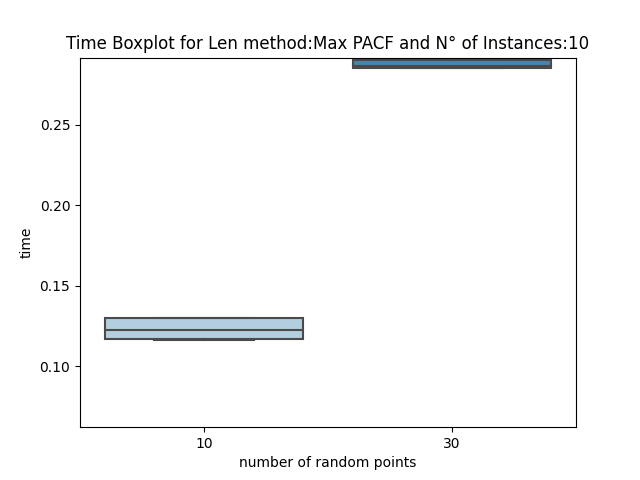 Time Boxplot for Len method:Max PACF and N° of Instances:10
0.25
0.20
0.15
0.10
time
10 30
number of random points